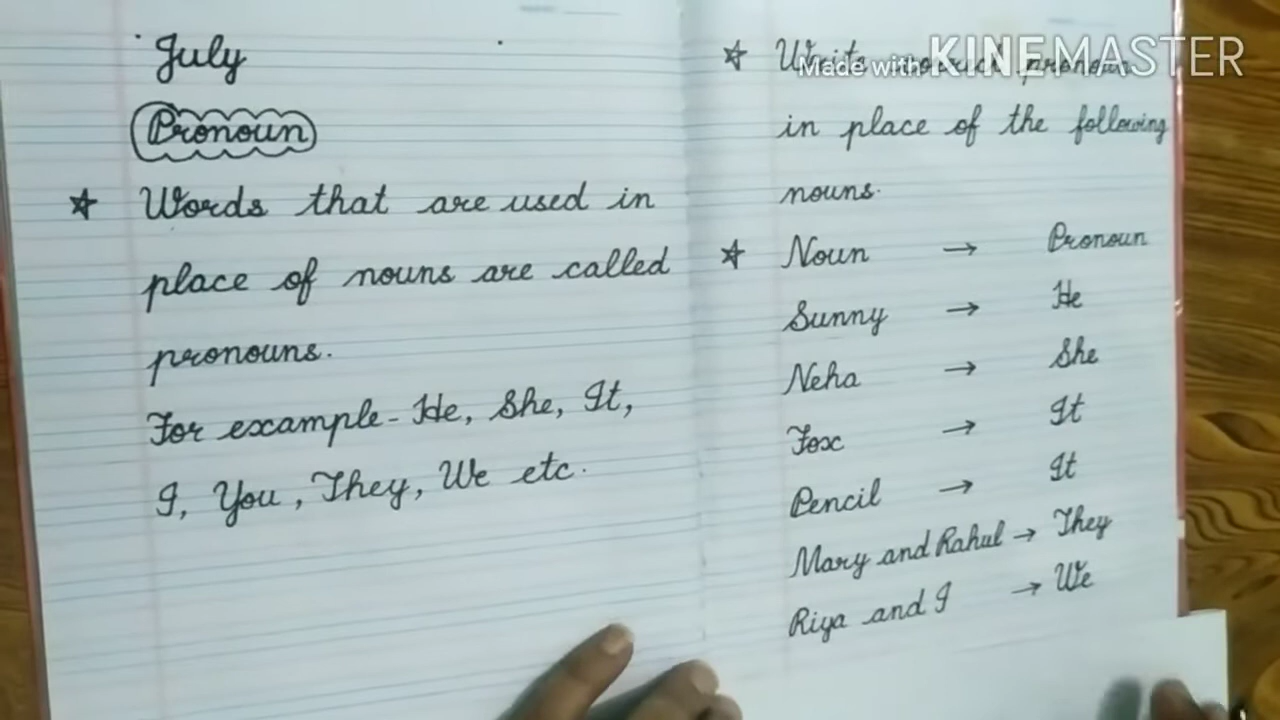 July
Pronoun
☆ Words that are used in
place of nouns are called
pronouns.
For example - He, She, It,
I, You, They, We etc.
☆ Write pronoun
Made with KINEMASTER
in place of the following
nouns.
☆ Noun → Pronoun
Sunny → He
Neha → She
Fox → It
Pencil → It
Mary and Rahul → They
Riya and I → We